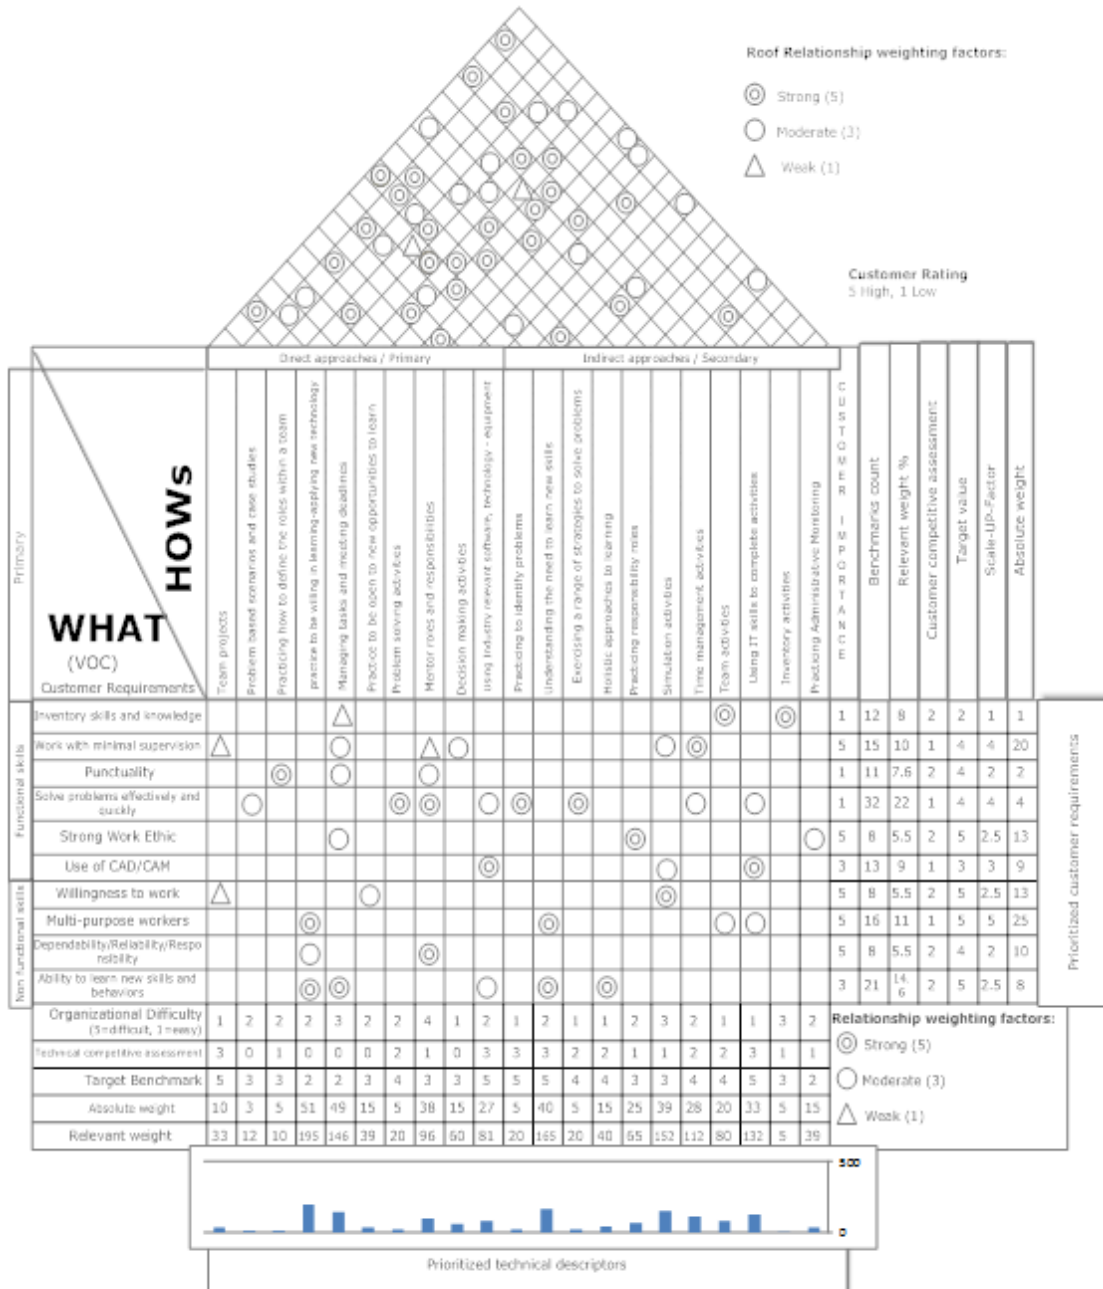 Roof Relationship weighting factors:
Strong (5)
Moderate (3)
Weak (1)
Customer Rating
5 High, 1 Low
Direct approaches / Primary
Indirect approaches / Secondary
Primary
HOWs
WHAT
(VOC)
Customer Requirements
Team projects
Problem based scenarios and case studies
Practicing how to define the roles within a team
practice to be wiling in learning-applying new technology
Managing tasks and meeting deadlines
Practice to be open to new opportunities to learn
Problem solving activities
Mentor roles and responsibilities
Decision making activities
using industry relevant software, technology - equipment
Practicing to identify problems
Understanding the need to learn new skills
Exercising a range of strategies to solve problems
Holistic approaches to learning
Practicing responsibility roles
Simulation activities
Time management activities
Team activities
Using IT skills to complete activities
Inventory activities
Practicing Administrative Monitoring
CUSTOMER IMPORTANCE
Benchmarks count
Relevant weight %
Customer competitive assessment
Target value
Scale-UP-Factor
Absolute weight
Functional skills
Inventory skills and knowledge 1 12 8 2 2 1 1
Work with minimal supervision 5 15 10 1 4 4 20
Punctuality 1 11 7.6 2 4 2 2
Solve problems effectively and
quickly 1 32 22 1 4 4 4
Strong Work Ethic 5 8 5.5 2 5 2.5 13
Use of CAD/CAM 3 13 9 1 3 3 9
Non functional skills
Willingness to work 5 8 5.5 2 5 2.5 13
Multi-purpose workers 5 16 11 1 5 5 25
Dependability/Reliability/Respo
nsibility 5 8 5.5 2 4 2 10
Ability to learn new skills and
behaviors 3 21 14.6 2 5 2.5 8
Prioritized customer requirements
Organizational Difficulty
(5=difficult, 1=easy) 1 2 2 2 3 2 2 4 1 2 1 2 1 1 2 3 2 1 1 3 2
Technical competitive assessment 3 0 1 0 0 0 2 1 0 3 3 3 2 2 1 1 2 2 3 1 1
Target Benchmark 5 3 3 2 2 3 4 3 3 5 5 5 4 4 3 3 4 4 5 3 2
Absolute weight 10 3 5 51 49 15 5 38 15 27 5 40 5 15 25 39 28 20 33 5 15
Relevant weight 33 12 10 195 146 39 20 96 60 81 20 165 20 40 65 152 112 80 132 5 39
Relationship weighting factors:
Strong (5)
Moderate (3)
Weak (1)
500
0
Prioritized technical descriptors